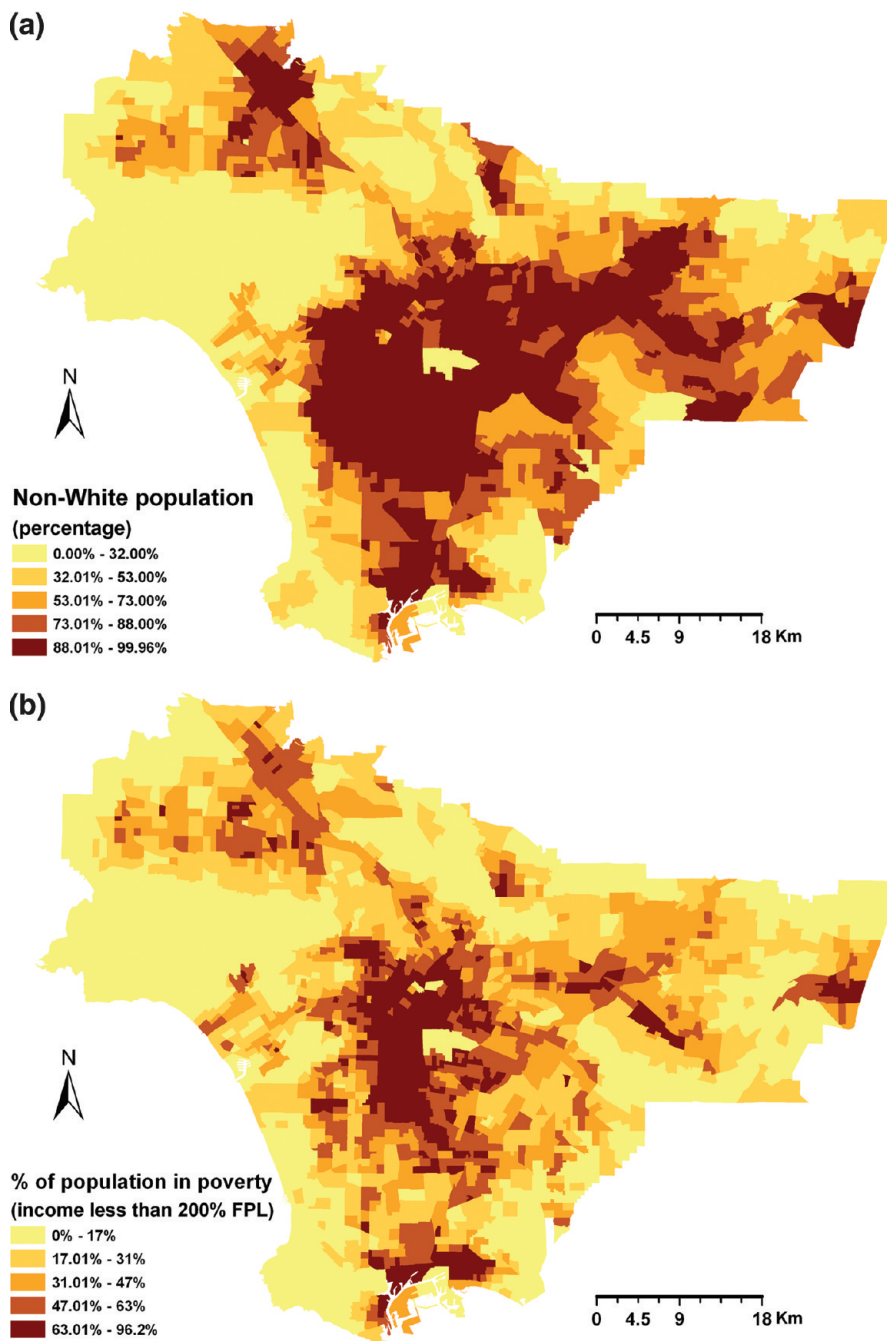 (a)
N
Non-White population
(percentage)
0.00% - 32.00%
32.01% - 53.00%
53.01% - 73.00%
73.01% - 88.00%
88.01% - 99.96%
0 4.5 9 18 Km
(b)
N
% of population in poverty
(income less than 200% FPL)
0% - 17%
17.01% - 31%
31.01% - 47%
47.01% - 63%
63.01% - 96.2%
0 4.5 9 18 Km